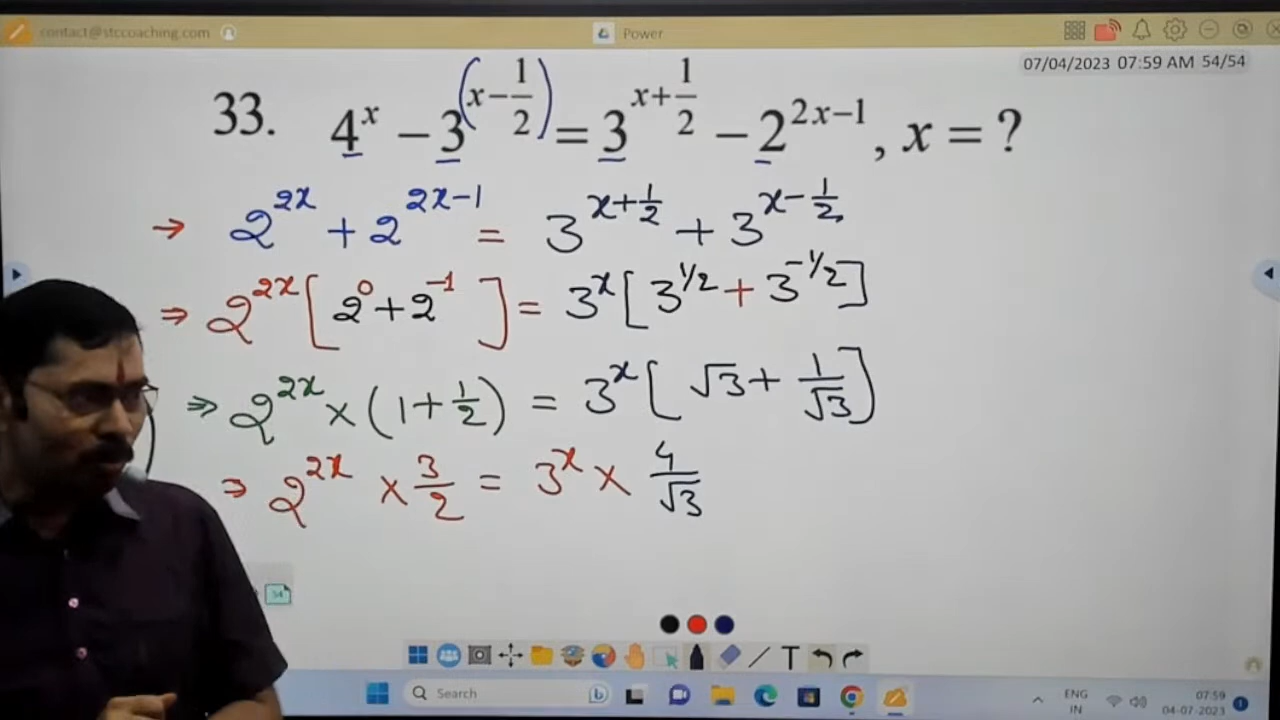 contact@stccoaching.com
Power
07/04/2023 07:59 AM 54/54
33. 4^x − 3^(x−1/2) = 3^(x+1/2) − 2^(2x−1), x = ?
→ 2^(2x) + 2^(2x−1) = 3^(x+1/2) + 3^(x−1/2)
⇒ 2^(2x) [2^0 + 2^(−1)] = 3^x [3^(1/2) + 3^(−1/2)]
⇒ 2^(2x) × (1 + 1/2) = 3^x [√3 + 1/√3]
⇒ 2^(2x) × 3/2 = 3^x × 4/√3
54
T
Search
ENG
IN
07:59
04-07-2023